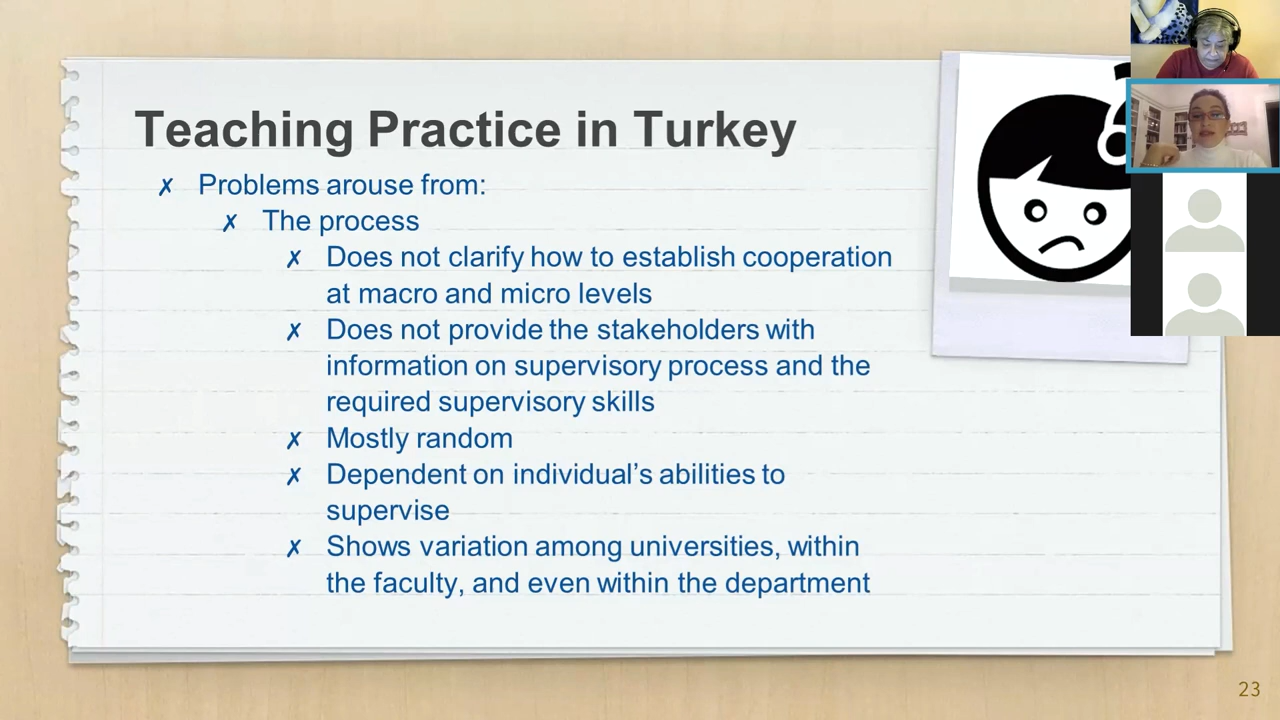 Teaching Practice in Turkey
✗ Problems arouse from:
✗ The process
✗ Does not clarify how to establish cooperation
at macro and micro levels
✗ Does not provide the stakeholders with
information on supervisory process and the
required supervisory skills
✗ Mostly random
✗ Dependent on individual’s abilities to
supervise
✗ Shows variation among universities, within
the faculty, and even within the department
23